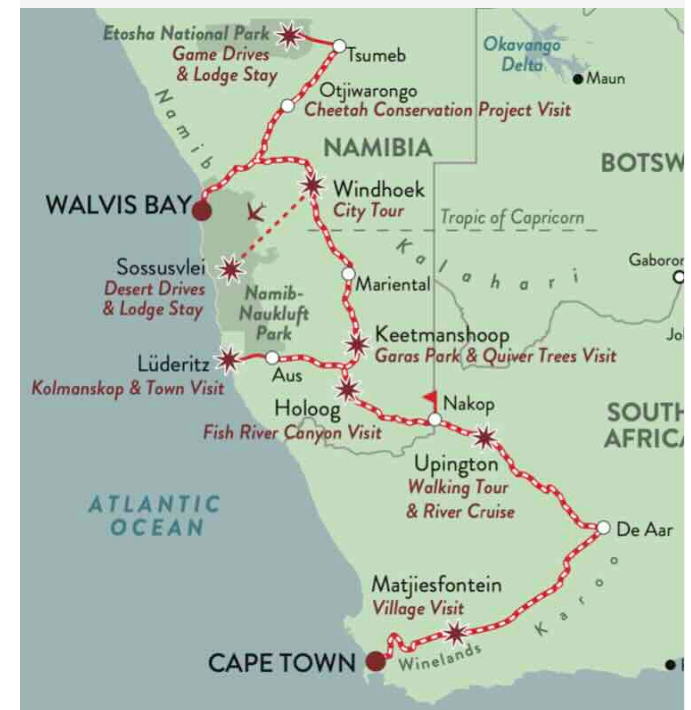 Etosha National Park
Game Drives
& Lodge Stay
Tsumeb
Okavango
Delta
Maun
Otjiwarongo
Cheetah Conservation Project Visit
Namib
NAMIBIA
BOTSW
WALVIS BAY
Windhoek
City Tour
Tropic of Capricorn
Kalahari
Gaboror
Sossusvlei
Desert Drives
& Lodge Stay
Mariental
Namib-
Naukluft
Park
Jo
Keetmanshoop
Garas Park & Quiver Trees Visit
Lüderitz
Kolmanskop & Town Visit
Aus
Holoog
Fish River Canyon Visit
Nakop
SOUTH
AFRICA
Upington
Walking Tour
& River Cruise
ATLANTIC
OCEAN
De Aar
Matjiesfontein
Village Visit
Karoo
Winelands
CAPE TOWN